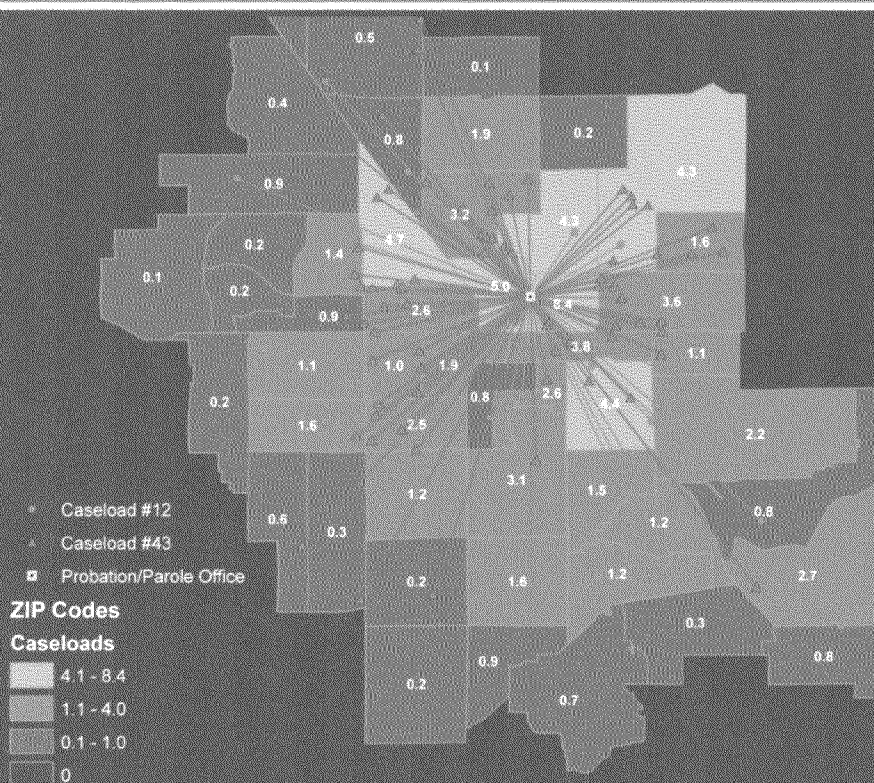 0.5
0.1
0.4
0.8 1.9 0.2
4.3
0.9
3.2 4.3
4.7
0.2 1.6
1.4
0.1
0.2 5.0
8.4 3.6
2.6
0.9
3.8
1.1
1.1 1.0 1.9
0.2 0.8 2.6
4.4
1.6 2.5
2.2
3.1
1.2 1.5
Caseload #12
0.8
0.6 1.2
0.3
Caseload #43
Probation/Parole Office
0.2 1.6 1.2 2.7
ZIP Codes
0.3
Caseloads
0.9 0.8
4.1 - 8.4
0.2
0.7
1.1 - 4.0
0.1 - 1.0
0